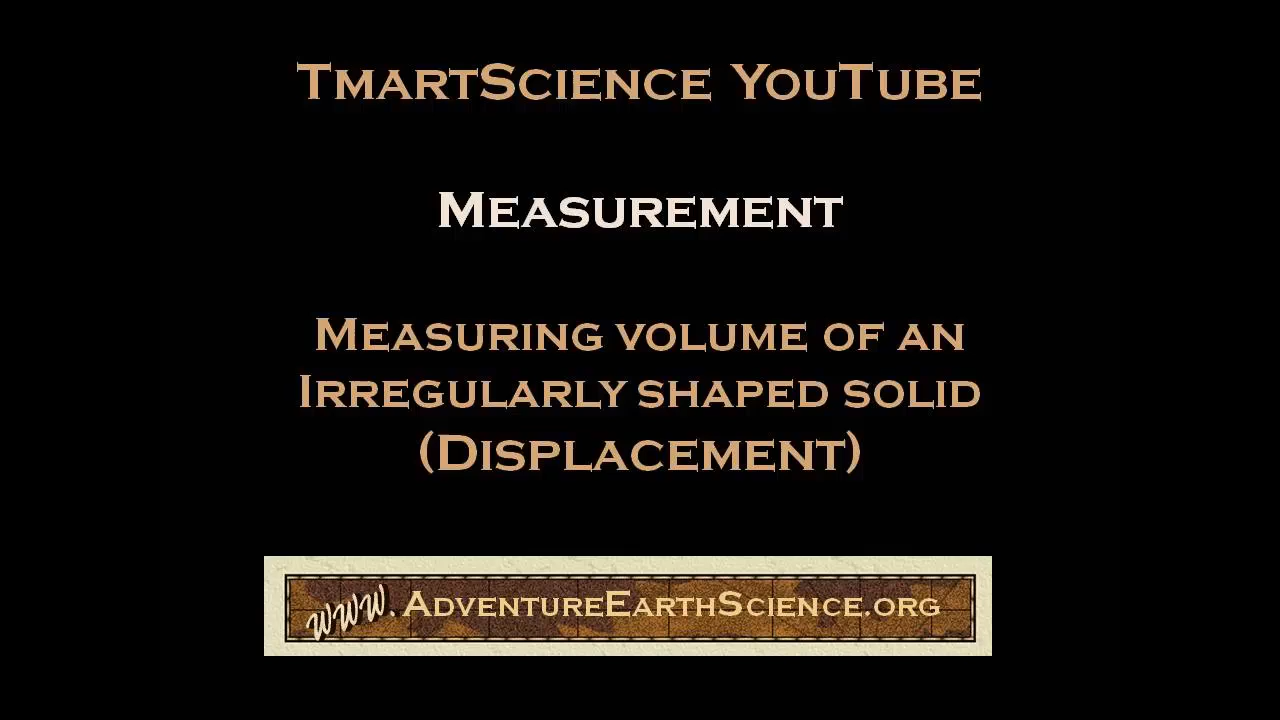 TmartScience YouTube
Measurement
Measuring volume of an
Irregularly shaped solid
(Displacement)
www.AdventureEarthScience.org